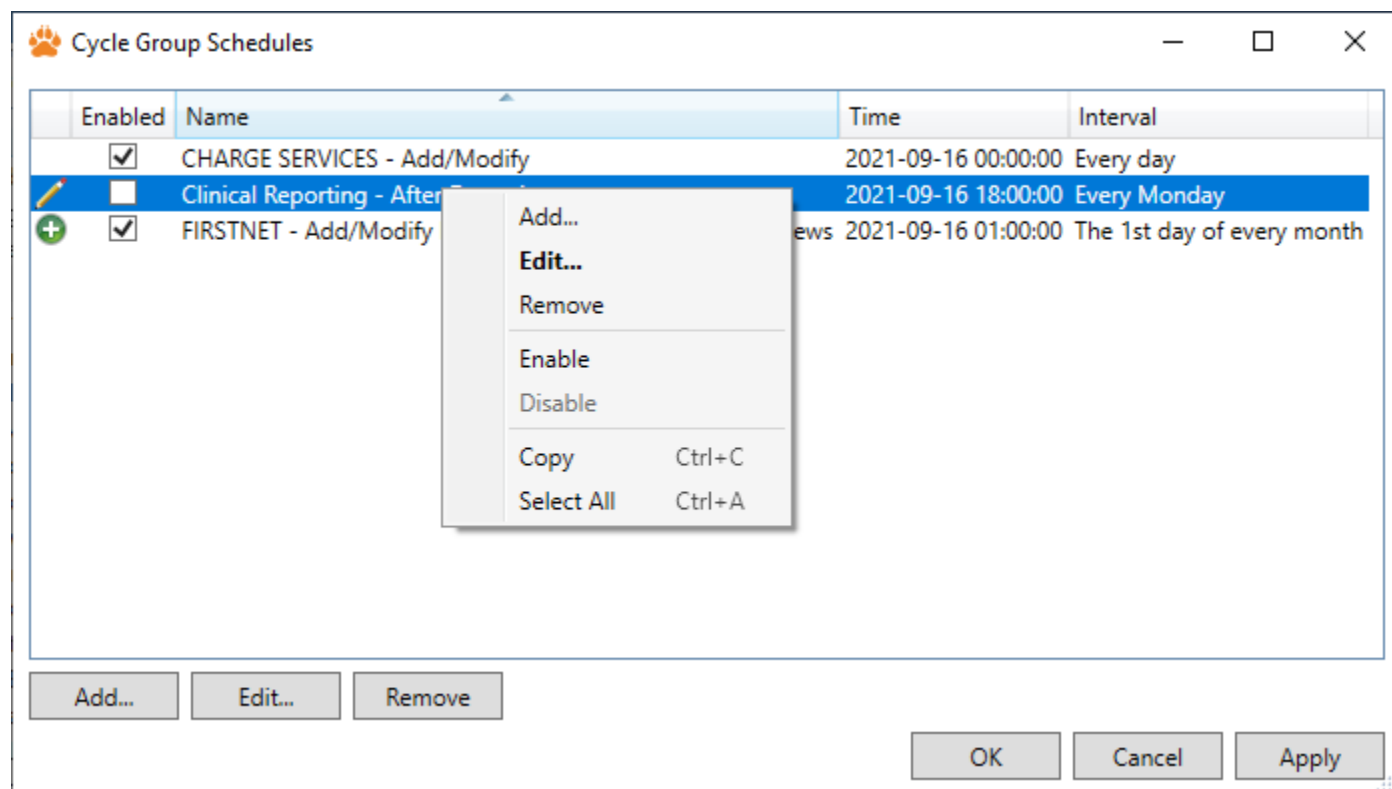 Cycle Group Schedules
Enabled Name Time Interval
CHARGE SERVICES - Add/Modify 2021-09-16 00:00:00 Every day
Clinical Reporting - After 2021-09-16 18:00:00 Every Monday
FIRSTNET - Add/Modify ews 2021-09-16 01:00:00 The 1st day of every month
Add...
Edit...
Remove
Enable
Disable
Copy Ctrl+C
Select All Ctrl+A
Add... Edit... Remove
OK Cancel Apply